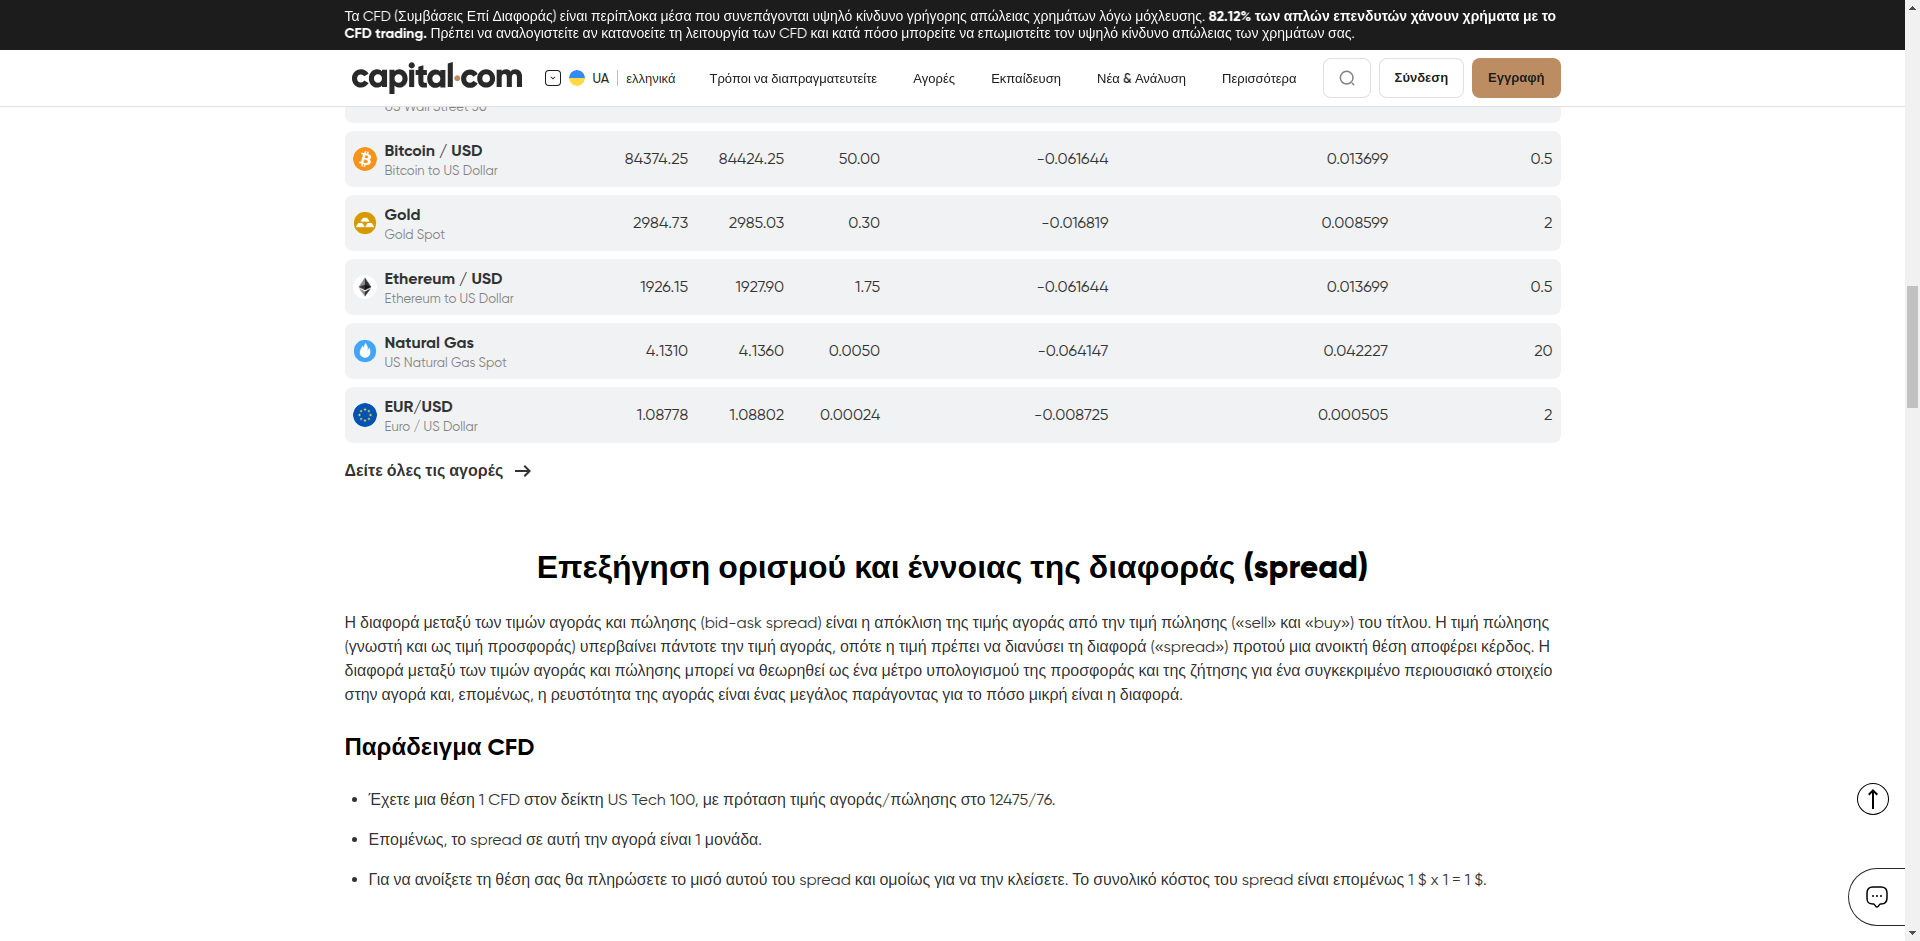 Τα CFD (Συμβάσεις Επί Διαφοράς) είναι περίπλοκα μέσα που συνεπάγονται υψηλό κίνδυνο γρήγορης απώλειας χρημάτων λόγω μόχλευσης. 82.12% των απλών επενδυτών χάνουν χρήματα με το
CFD trading. Πρέπει να αναλογιστείτε αν κατανοείτε τη λειτουργία των CFD και κατά πόσο μπορείτε να επωμιστείτε τον υψηλό κίνδυνο απώλειας των χρημάτων σας.
capital.com UA ελληνικά Τρόποι να διαπραγματευτείτε Αγορές Εκπαίδευση Νέα & Ανάλυση Περισσότερα Σύνδεση Εγγραφή
US Wall Street 30
Bitcoin / USD 84374.25 84424.25 50.00 -0.061644 0.013699 0.5
Bitcoin to US Dollar
Gold 2984.73 2985.03 0.30 -0.016819 0.008599 2
Gold Spot
Ethereum / USD 1926.15 1927.90 1.75 -0.061644 0.013699 0.5
Ethereum to US Dollar
Natural Gas 4.1310 4.1360 0.0050 -0.064147 0.042227 20
US Natural Gas Spot
EUR/USD 1.08778 1.08802 0.00024 -0.008725 0.000505 2
Euro / US Dollar
Δείτε όλες τις αγορές
Επεξήγηση ορισμού και έννοιας της διαφοράς (spread)
Η διαφορά μεταξύ των τιμών αγοράς και πώλησης (bid-ask spread) είναι η απόκλιση της τιμής αγοράς από την τιμή πώλησης («sell» και «buy») του τίτλου. Η τιμή πώλησης
(γνωστή και ως τιμή προσφοράς) υπερβαίνει πάντοτε την τιμή αγοράς, οπότε η τιμή πρέπει να διανύσει τη διαφορά («spread») προτού μια ανοικτή θέση αποφέρει κέρδος. Η
διαφορά μεταξύ των τιμών αγοράς και πώλησης μπορεί να θεωρηθεί ως ένα μέτρο υπολογισμού της προσφοράς και της ζήτησης για ένα συγκεκριμένο περιουσιακό στοιχείο
στην αγορά και, επομένως, η ρευστότητα της αγοράς είναι ένας μεγάλος παράγοντας για το πόσο μικρή είναι η διαφορά.
Παράδειγμα CFD
• Έχετε μια θέση 1 CFD στον δείκτη US Tech 100, με πρόταση τιμής αγοράς/πώλησης στο 12475/76.
• Επομένως, το spread σε αυτή την αγορά είναι 1 μονάδα.
• Για να ανοίξετε τη θέση σας θα πληρώσετε το μισό αυτού του spread και ομοίως για να την κλείσετε. Το συνολικό κόστος του spread είναι επομένως 1 $ x 1 = 1 $.